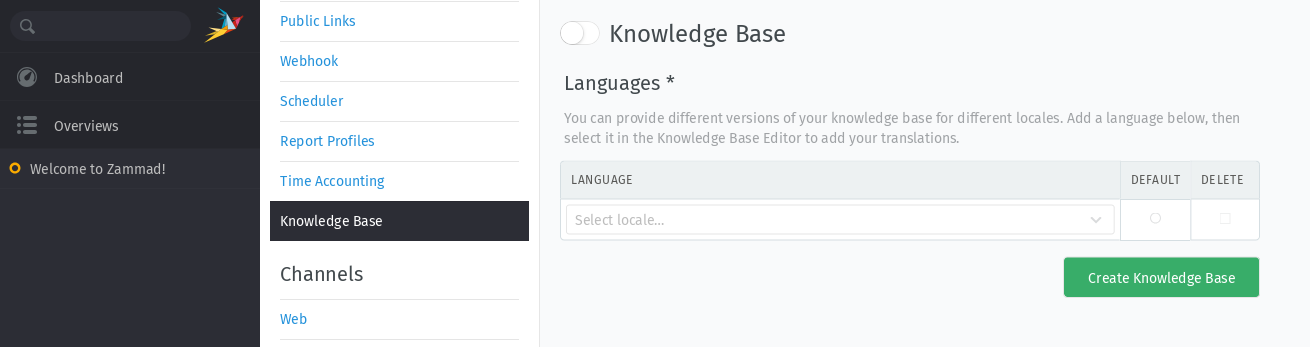 Dashboard
Overviews
Welcome to Zammad!
Public Links
Webhook
Scheduler
Report Profiles
Time Accounting
Knowledge Base
Channels
Web
Knowledge Base
Languages *
You can provide different versions of your knowledge base for different locales. Add a language below, then
select it in the Knowledge Base Editor to add your translations.
LANGUAGE DEFAULT DELETE
Select locale...
Create Knowledge Base